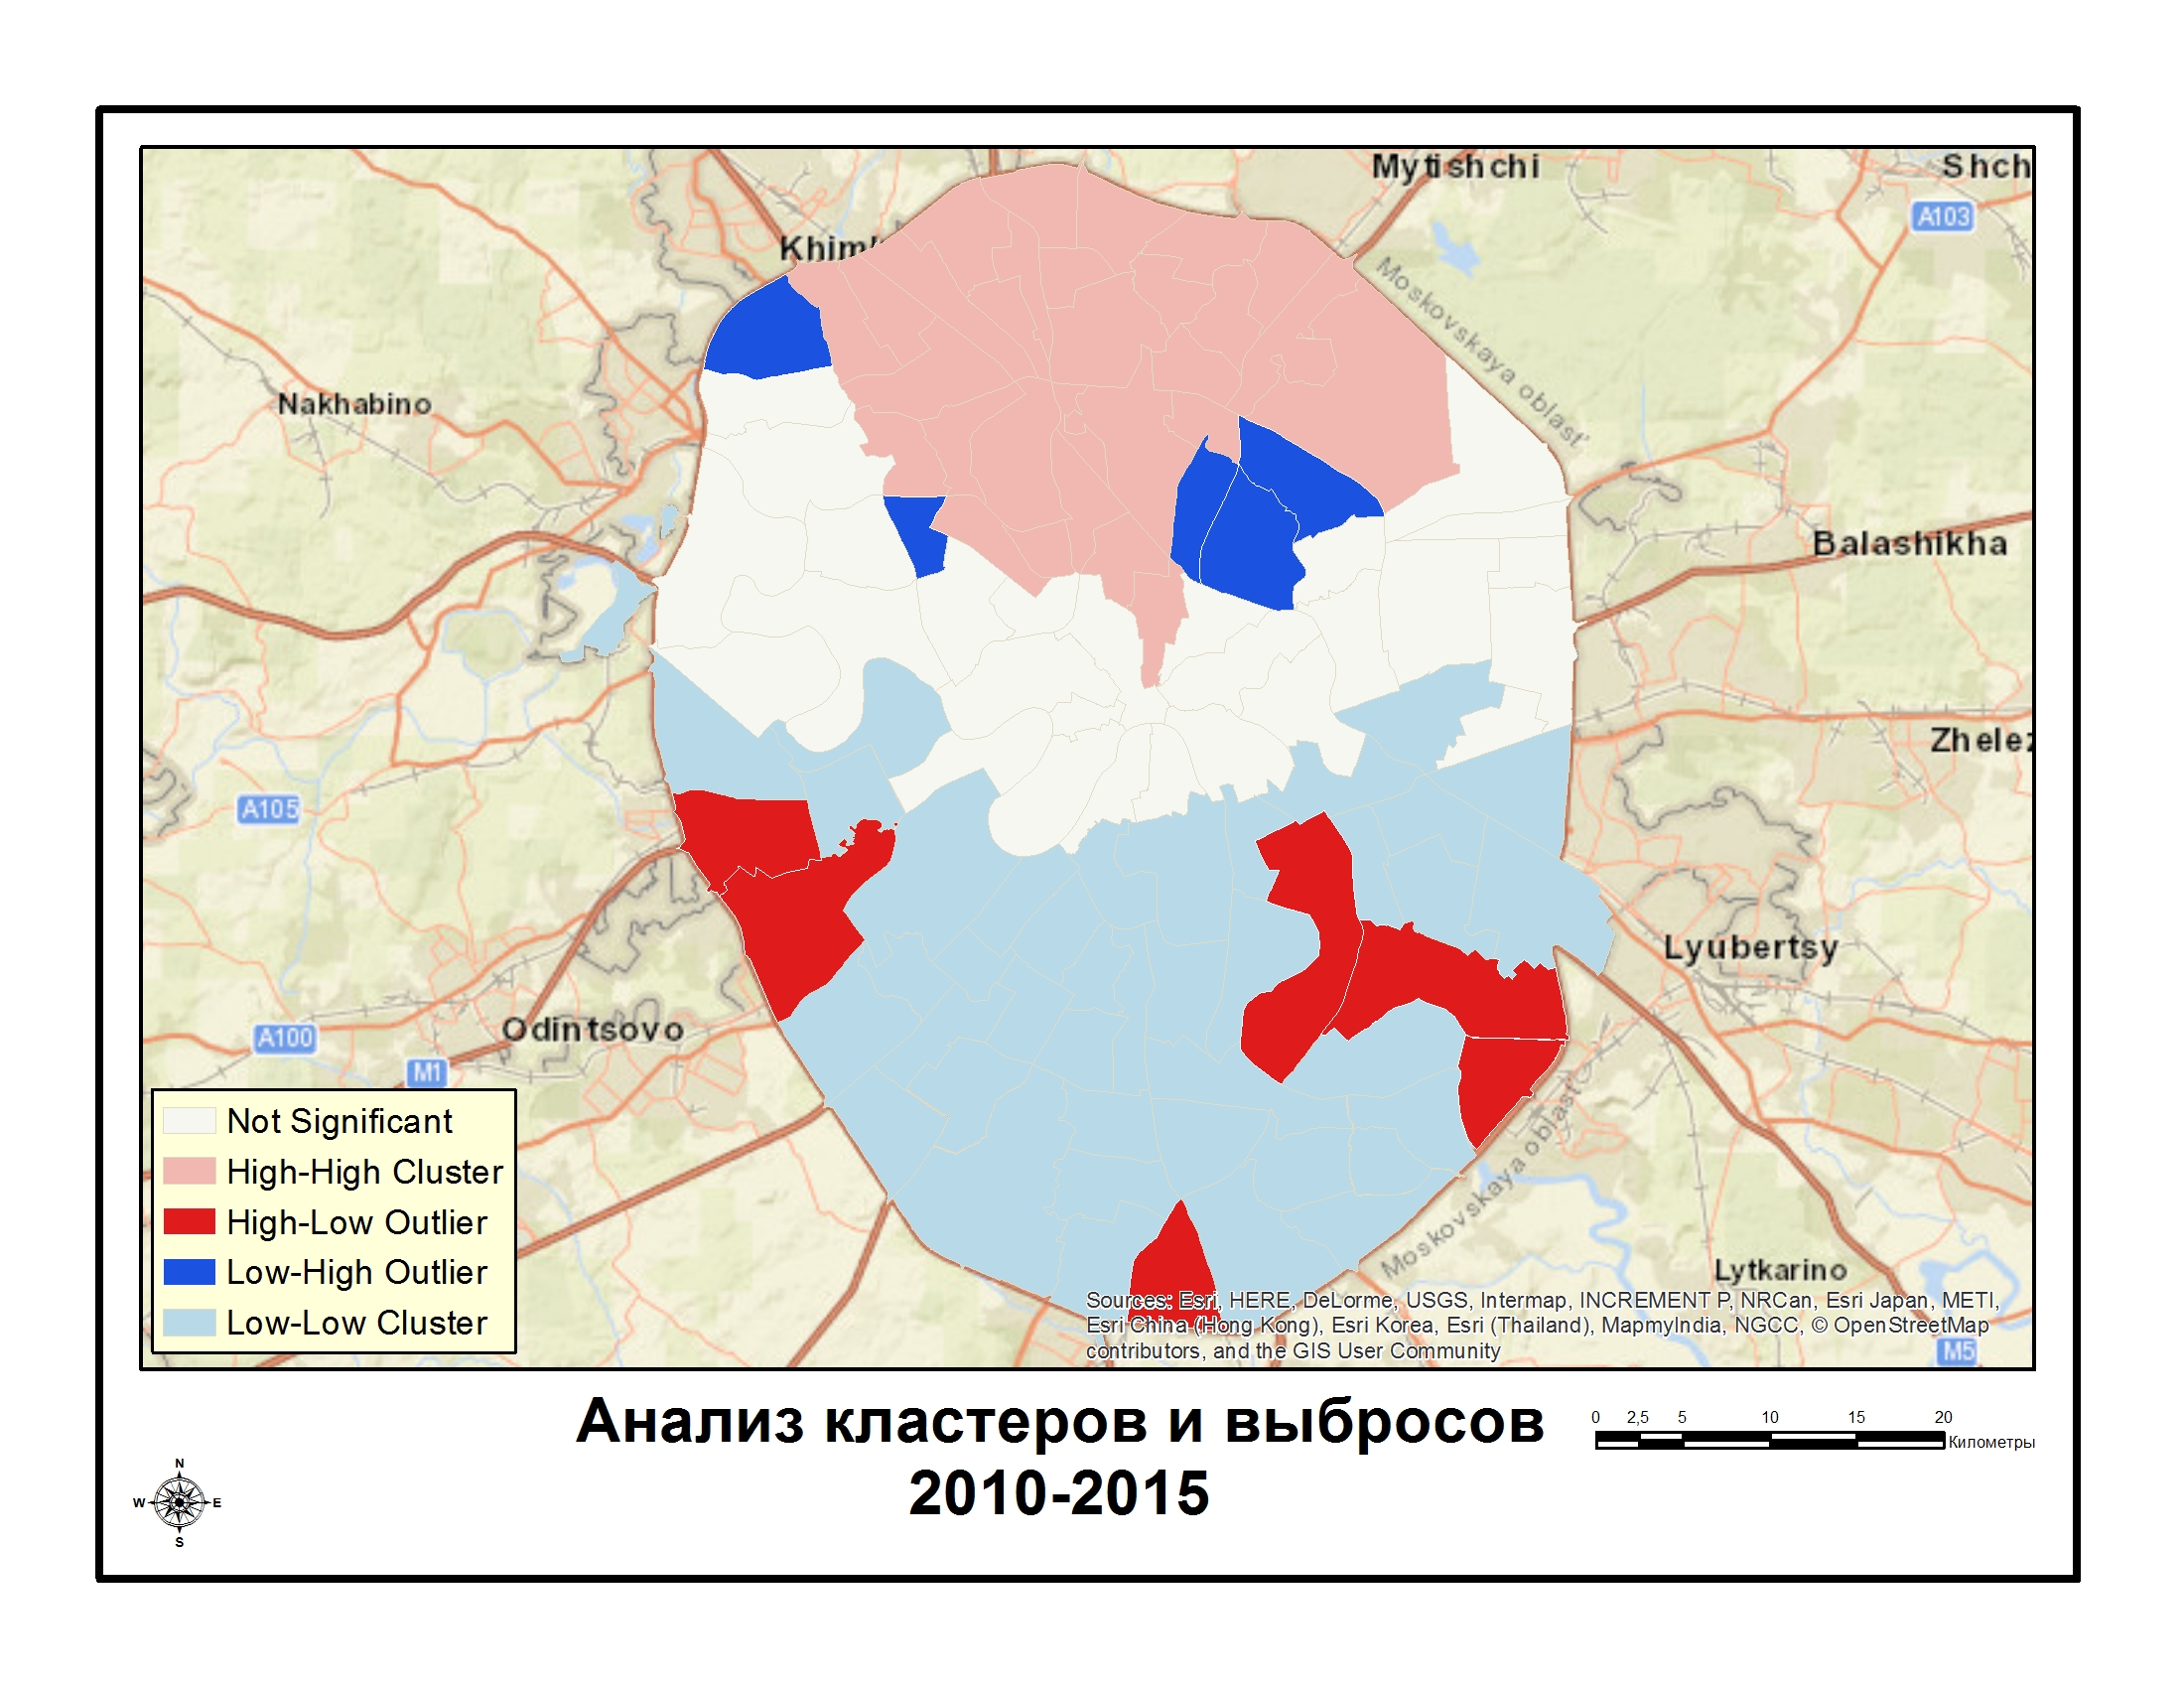 Mytishchi
Shch
A103
Khim
Moskovskaya oblast'
Nakhabino
Balashikha
Zhelez
A105
Lyubertsy
Odintsovo
A100
M1
Moskovskaya oblast'
Not Significant
High-High Cluster
High-Low Outlier
Low-High Outlier
Low-Low Cluster
Lytkarino
Sources: Esri, HERE, DeLorme, USGS, Intermap, INCREMENT P, NRCan, Esri Japan, METI,
Esri China (Hong Kong), Esri Korea, Esri (Thailand), MapmyIndia, NGCC, © OpenStreetMap
contributors, and the GIS User Community
M5
Анализ кластеров и выбросов
2010-2015
0 2,5 5 10 15 20
Километры
N
W E
S